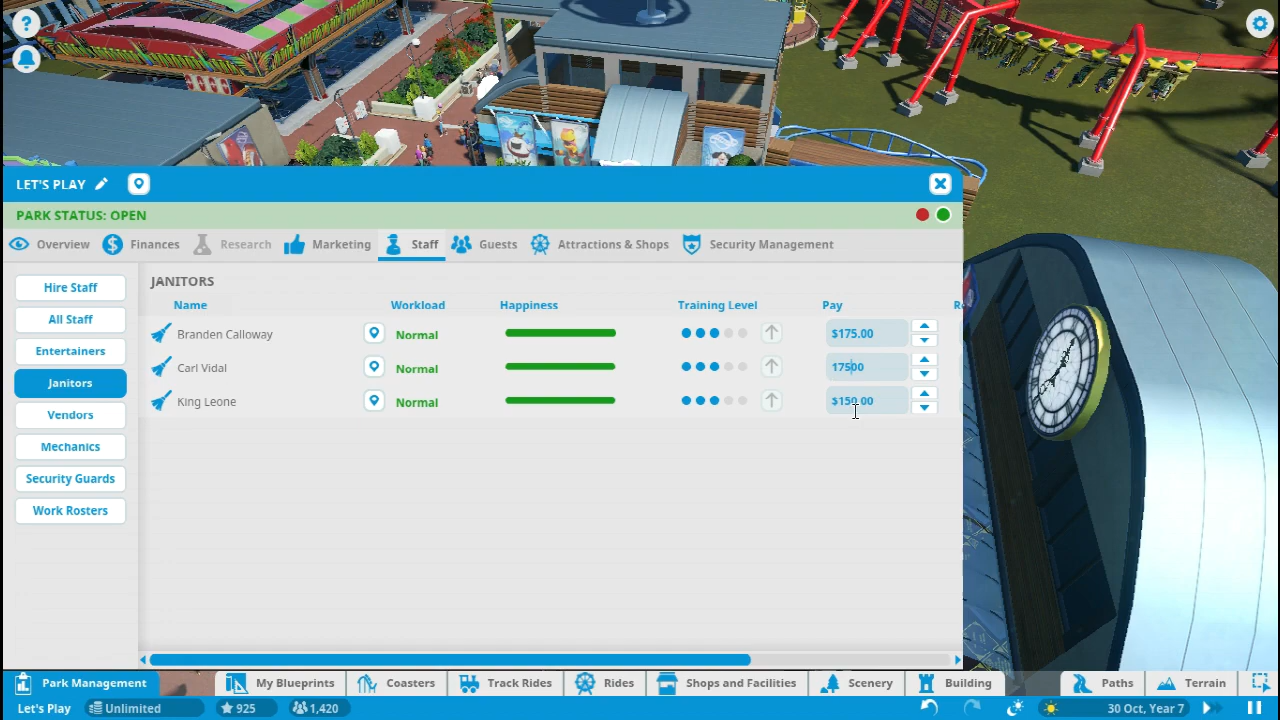 ?
LET'S PLAY
PARK STATUS: OPEN
Overview Finances Research Marketing Staff Guests Attractions & Shops Security Management
Hire Staff
All Staff
Entertainers
Janitors
Vendors
Mechanics
Security Guards
Work Rosters
JANITORS
Name Workload Happiness Training Level Pay
Branden Calloway Normal $175.00
Carl Vidal Normal 17500
King Leone Normal $150.00
Park Management My Blueprints Coasters Track Rides Rides Shops and Facilities Scenery Building Paths Terrain
Let's Play Unlimited 925 1,420 30 Oct, Year 7